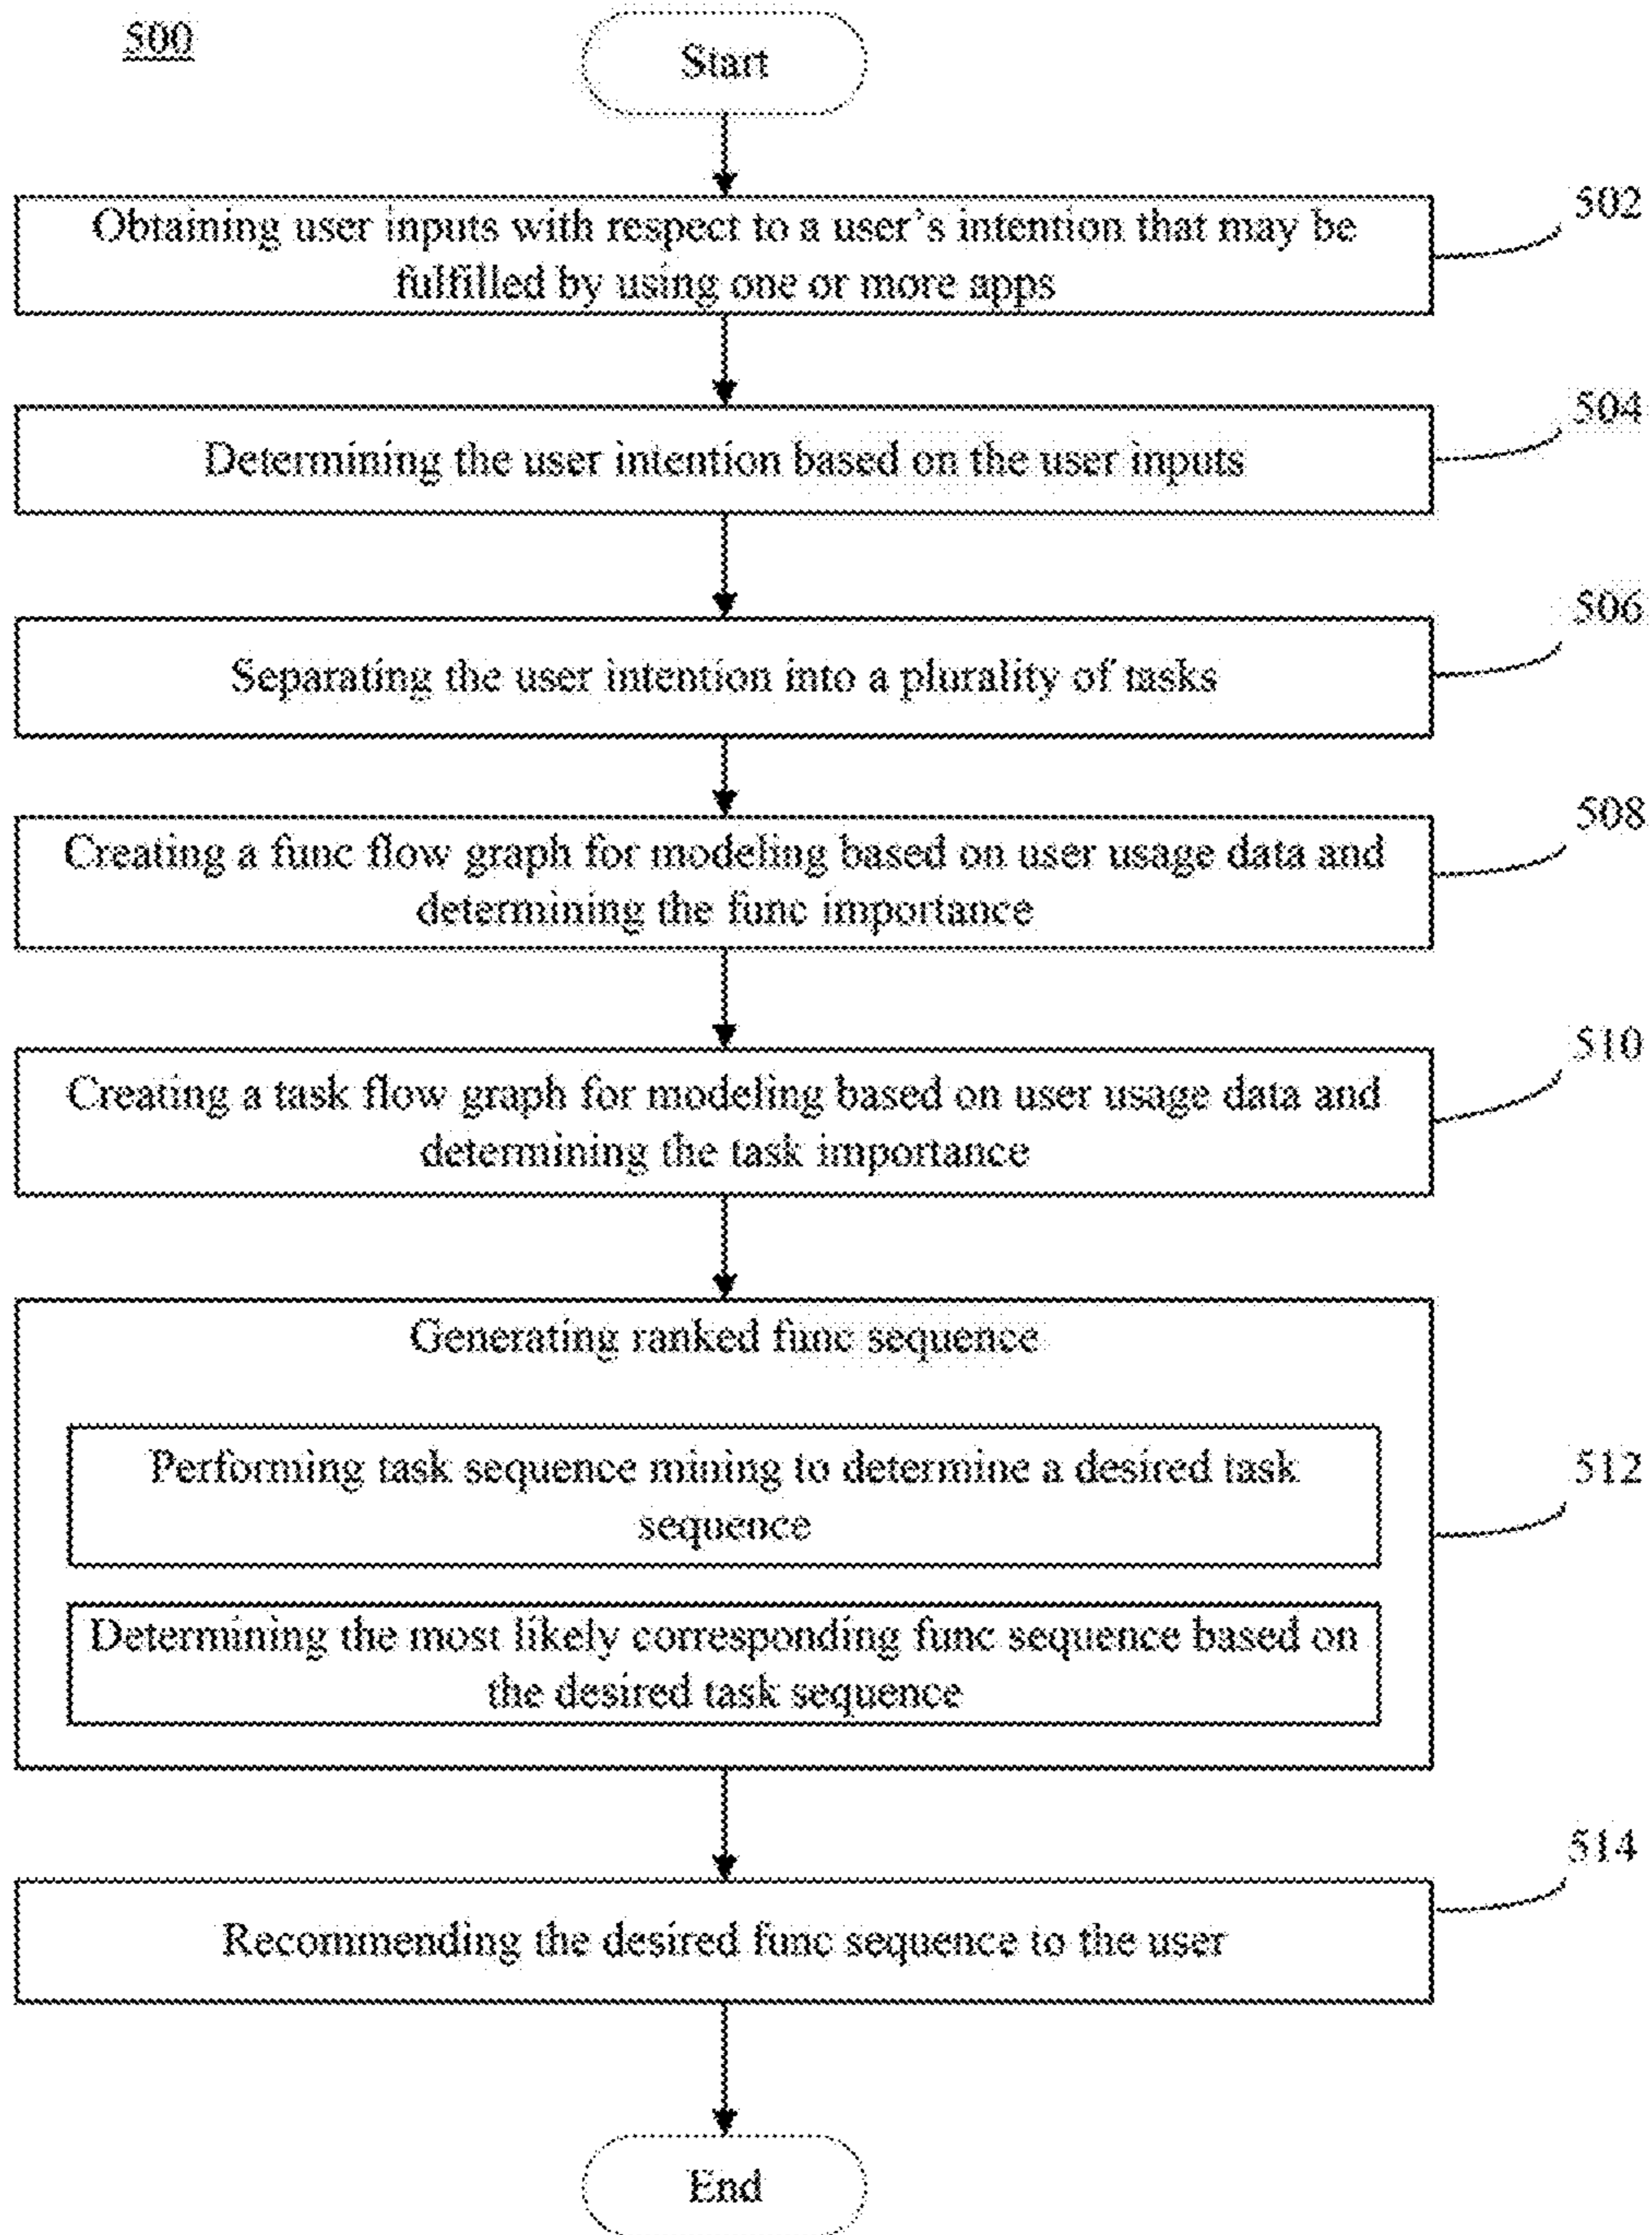 500
Start
Obtaining user inputs with respect to a user's intention that may be
fulfilled by using one or more apps
502
Determining the user intention based on the user inputs
504
Separating the user intention into a plurality of tasks
506
Creating a func flow graph for modeling based on user usage data and
determining the func importance
508
Creating a task flow graph for modeling based on user usage data and
determining the task importance
510
Generating ranked func sequence
Performing task sequence mining to determine a desired task
sequence
512
Determining the most likely corresponding func sequence based on
the desired task sequence
Recommending the desired func sequence to the user
514
End